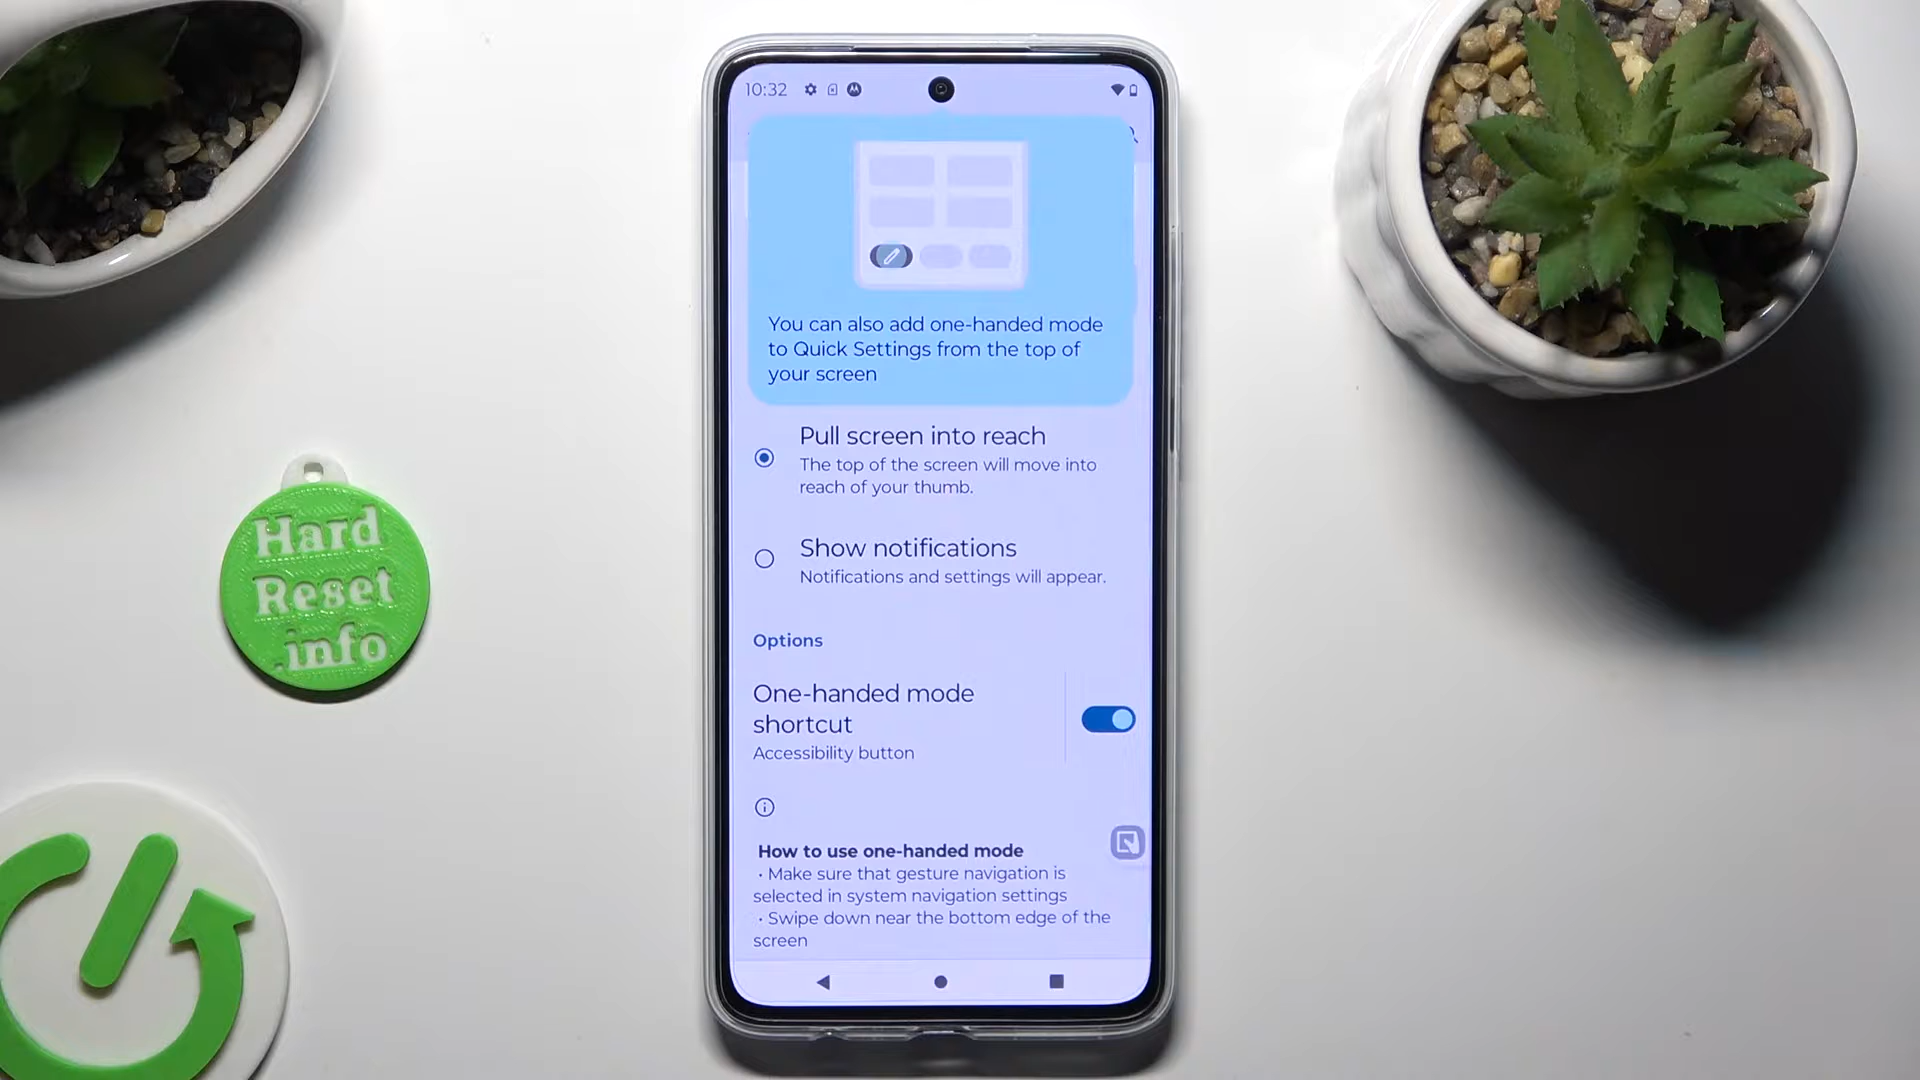 10:32
You can also add one-handed mode
to Quick Settings from the top of
your screen
Pull screen into reach
The top of the screen will move into
reach of your thumb.
Show notifications
Notifications and settings will appear.
Options
One-handed mode
shortcut
Accessibility button
How to use one-handed mode
• Make sure that gesture navigation is
selected in system navigation settings
• Swipe down near the bottom edge of the
screen
Hard
Reset
.info